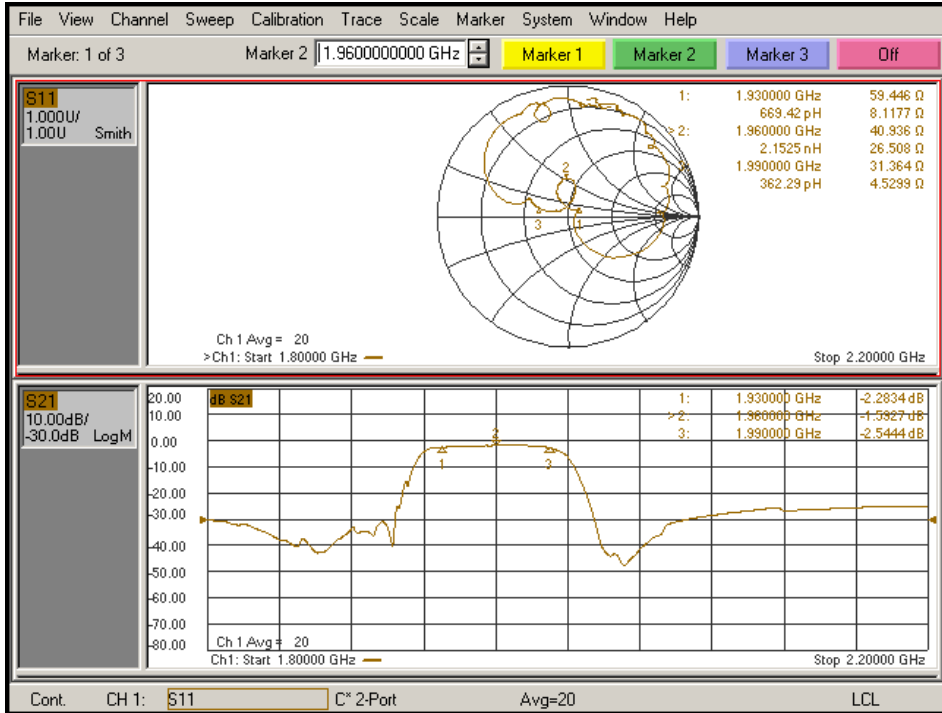 File View Channel Sweep Calibration Trace Scale Marker System Window Help
Marker: 1 of 3 Marker 2 1.9600000000 GHz Marker 1 Marker 2 Marker 3 Off
S11
1.000U/
1.00U Smith
1: 1.930000 GHz 59.446 Ω
669.42 pH 8.1177 Ω
> 2: 1.960000 GHz 40.936 Ω
2.1525 nH 26.508 Ω
1.990000 GHz 31.364 Ω
362.29 pH 4.5299 Ω
2
3 1
Ch 1 Avg = 20
>Ch1: Start 1.80000 GHz Stop 2.20000 GHz
S21
10.00dB/
-30.0dB LogM
20.00
10.00
0.00
-10.00
-20.00
-30.00
-40.00
-50.00
-60.00
-70.00
-80.00
dB S21
1: 1.930000 GHz -2.2834 dB
> 2: 1.960000 GHz -1.5927 dB
3: 1.990000 GHz -2.5444 dB
2
1 3
Ch 1 Avg = 20
Ch1: Start 1.80000 GHz Stop 2.20000 GHz
Cont. CH 1: S11 C* 2-Port Avg=20 LCL